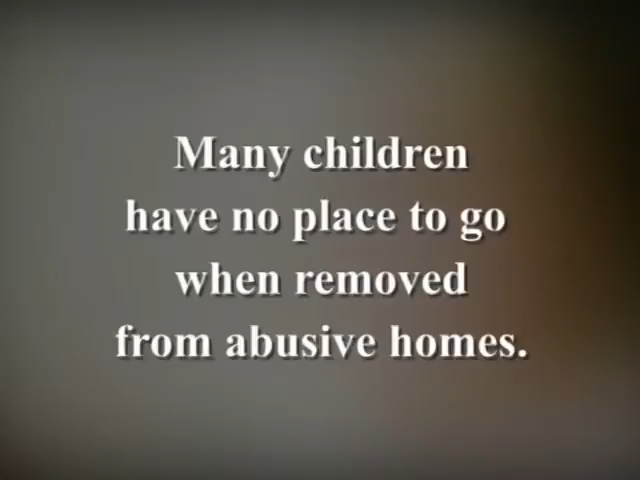 Many children
have no place to go
when removed
from abusive homes.